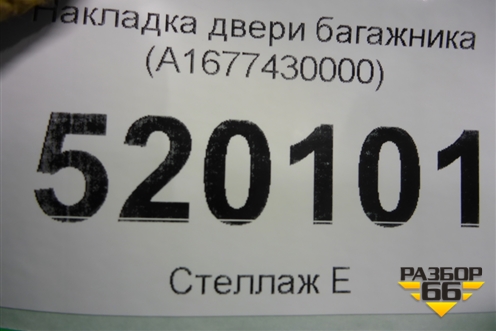 Накладка двери багажника
(A1677430000)
520101
Стеллаж Е
РАЗБОР
66